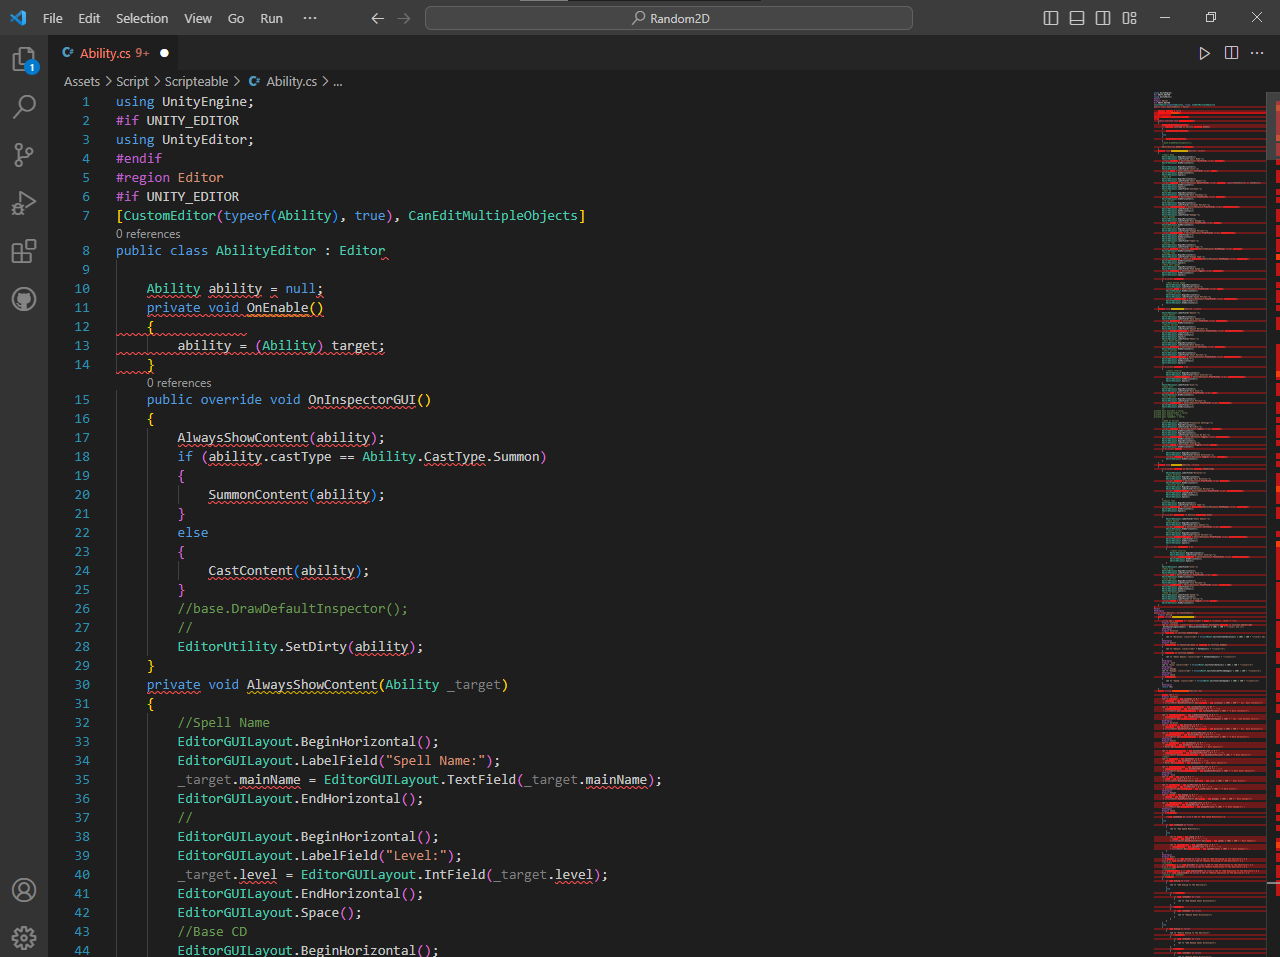 File Edit Selection View Go Run ··· Random2D
Ability.cs 9+
1
Assets > Script > Scripteable > Ability.cs > ...
1 using UnityEngine;
2 #if UNITY_EDITOR
3 using UnityEditor;
4 #endif
5 #region Editor
6 #if UNITY_EDITOR
7 [CustomEditor(typeof(Ability), true), CanEditMultipleObjects]
0 references
8 public class AbilityEditor : Editor
9
10 Ability ability = null;
11 private void OnEnable()
12 {
13 ability = (Ability) target;
14 }
0 references
15 public override void OnInspectorGUI()
16 {
17 AlwaysShowContent(ability);
18 if (ability.castType == Ability.CastType.Summon)
19 {
20 SummonContent(ability);
21 }
22 else
23 {
24 CastContent(ability);
25 }
26 //base.DrawDefaultInspector();
27 //
28 EditorUtility.SetDirty(ability);
29 }
30 private void AlwaysShowContent(Ability _target)
31 {
32 //Spell Name
33 EditorGUILayout.BeginHorizontal();
34 EditorGUILayout.LabelField("Spell Name:");
35 _target.mainName = EditorGUILayout.TextField(_target.mainName);
36 EditorGUILayout.EndHorizontal();
37 //
38 EditorGUILayout.BeginHorizontal();
39 EditorGUILayout.LabelField("Level:");
40 _target.level = EditorGUILayout.IntField(_target.level);
41 EditorGUILayout.EndHorizontal();
42 EditorGUILayout.Space();
43 //Base CD
44 EditorGUILayout.BeginHorizontal();